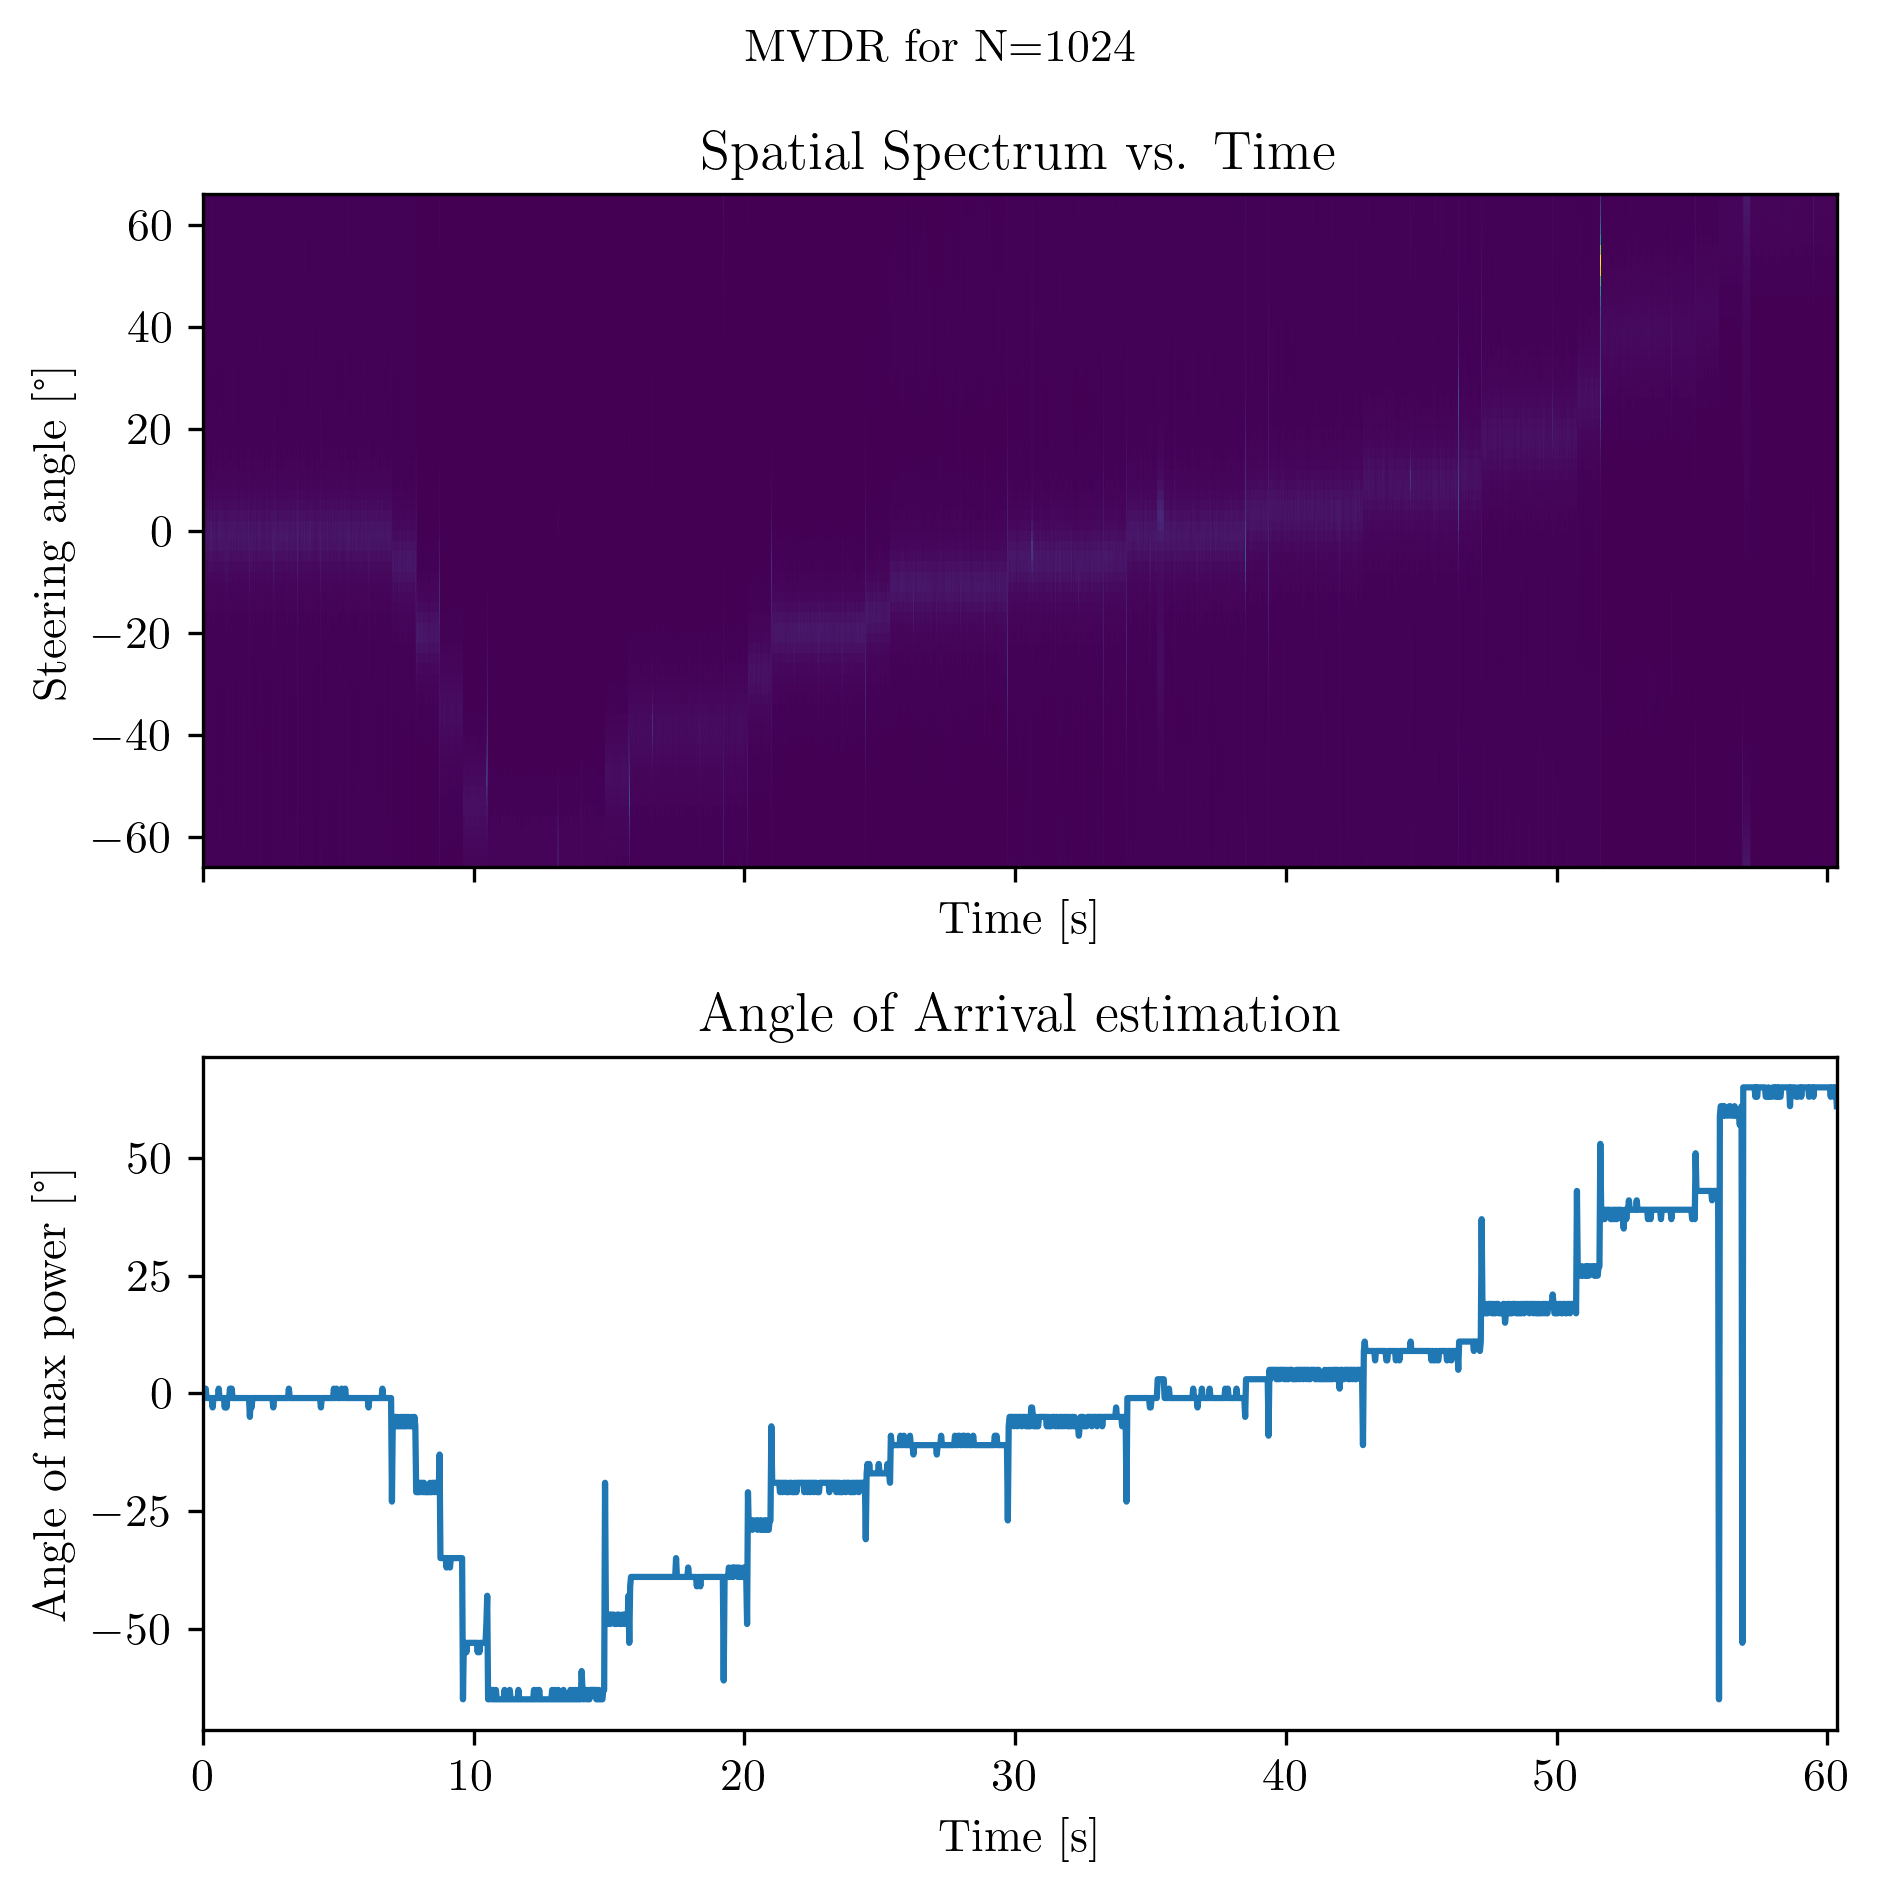 MVDR for N=1024
Spatial Spectrum vs. Time
60
40
20
0
−20
−40
−60
Steering angle [°]
Time [s]
Angle of Arrival estimation
50
25
0
−25
−50
Angle of max power [°]
0 10 20 30 40 50 60
Time [s]